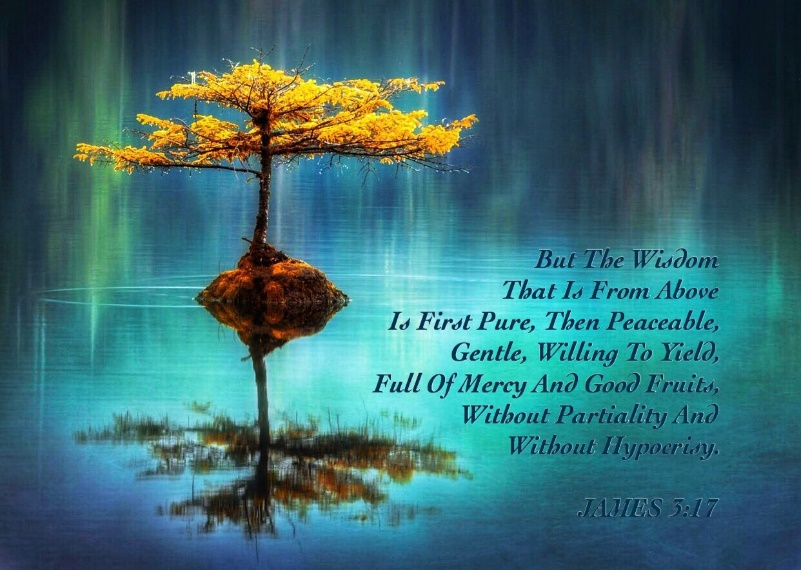 But The Wisdom
That Is From Above
Is First Pure, Then Peaceable,
Gentle, Willing To Yield,
Full Of Mercy And Good Fruits,
Without Partiality And
Without Hypocrisy.
JAMES 3:17